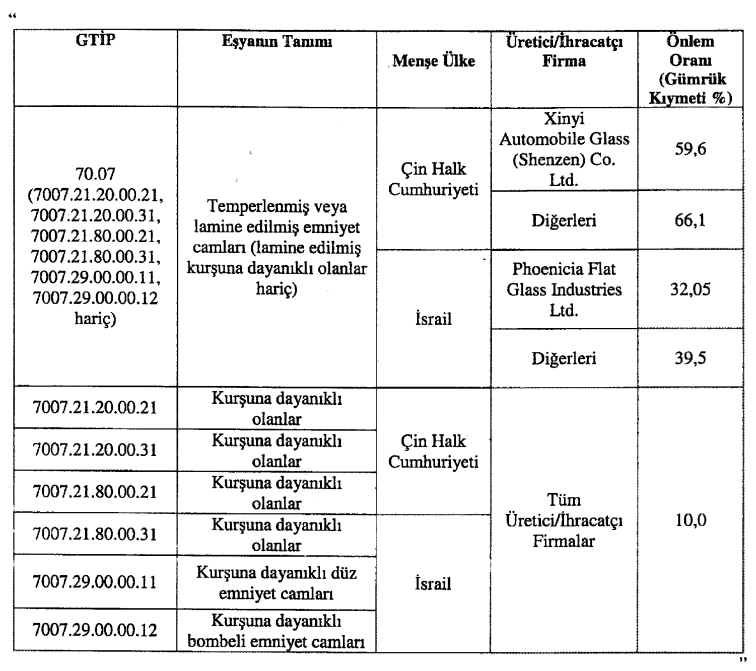 “
GTİP
Eşyanın Tanımı
Menşe Ülke
Üretici/İhracatçı
Firma
Önlem
Oranı
(Gümrük
Kıymeti %)
70.07
(7007.21.20.00.21,
7007.21.20.00.31,
7007.21.80.00.21,
7007.21.80.00.31,
7007.29.00.00.11,
7007.29.00.00.12
hariç)
Temperlenmiş veya
lamine edilmiş emniyet
camları (lamine edilmiş
kurşuna dayanıklı olanlar
hariç)
Çin Halk
Cumhuriyeti
Xinyi
Automobile Glass
(Shenzen) Co.
Ltd.
59,6
Diğerleri
66,1
İsrail
Phoenicia Flat
Glass Industries
Ltd.
32,05
Diğerleri
39,5
7007.21.20.00.21
Kurşuna dayanıklı
olanlar
7007.21.20.00.31
Kurşuna dayanıklı
olanlar
7007.21.80.00.21
Kurşuna dayanıklı
olanlar
7007.21.80.00.31
Kurşuna dayanıklı
olanlar
7007.29.00.00.11
Kurşuna dayanıklı düz
emniyet camları
7007.29.00.00.12
Kurşuna dayanıklı
bombeli emniyet camları
Çin Halk
Cumhuriyeti
İsrail
Tüm
Üretici/İhracatçı
Firmalar
10,0
”